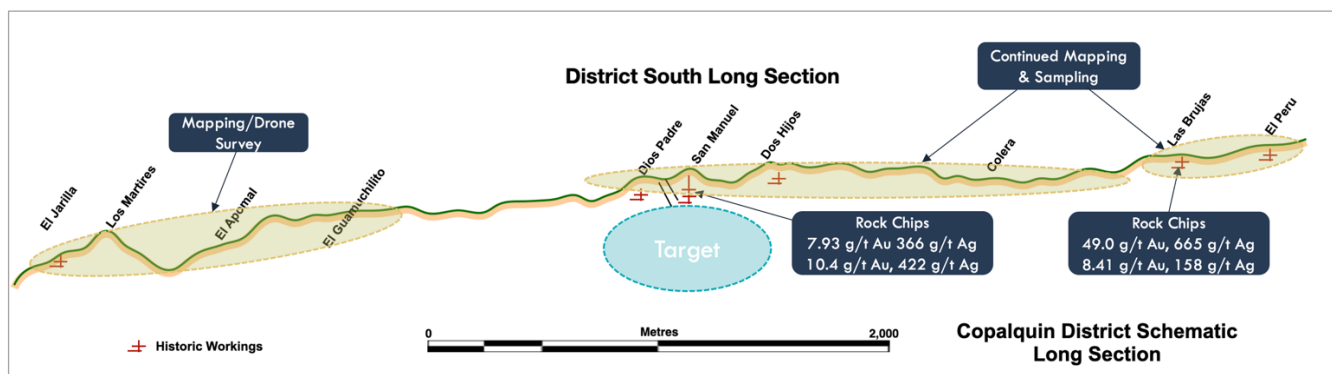 District South Long Section
Continued Mapping
& Sampling
Mapping/Drone
Survey
El Jarilla
Los Martires
El Apomal
El Guamuchilito
Dios Padre
San Manuel
Dos Hijos
Colera
Las Brujas
El Peru
Target
Rock Chips
7.93 g/t Au 366 g/t Ag
10.4 g/t Au, 422 g/t Ag
Rock Chips
49.0 g/t Au, 665 g/t Ag
8.41 g/t Au, 158 g/t Ag
Historic Workings
0 Metres 2,000
Copalquin District Schematic
Long Section